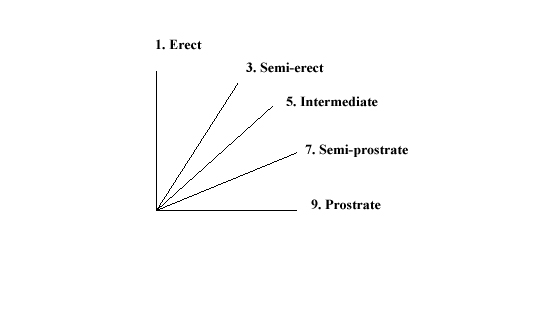 1. Erect
3. Semi-erect
5. Intermediate
7. Semi-prostrate
9. Prostrate